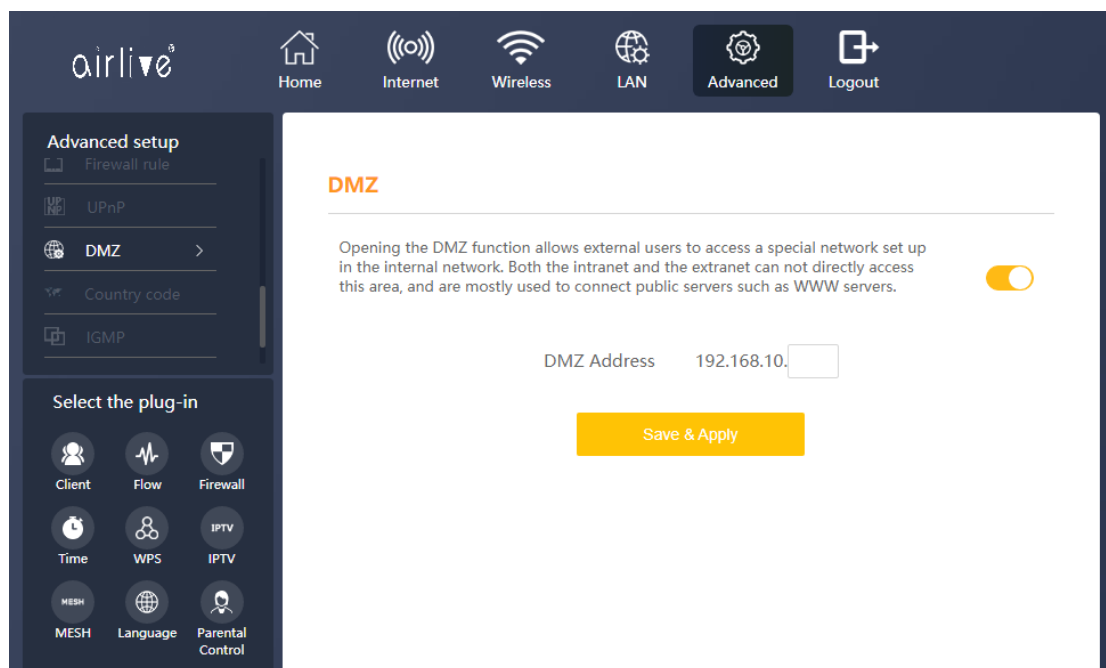 airlive®
Home
Internet
Wireless
LAN
Advanced
Logout
Advanced setup
Firewall rule
UP
NP
UPnP
DMZ
Country code
IGMP
Select the plug-in
Client
Flow
Firewall
Time
WPS
IPTV
IPTV
MESH
MESH
Language
Parental
Control
DMZ
Opening the DMZ function allows external users to access a special network set up
in the internal network. Both the intranet and the extranet can not directly access
this area, and are mostly used to connect public servers such as WWW servers.
DMZ Address 192.168.10.
Save & Apply